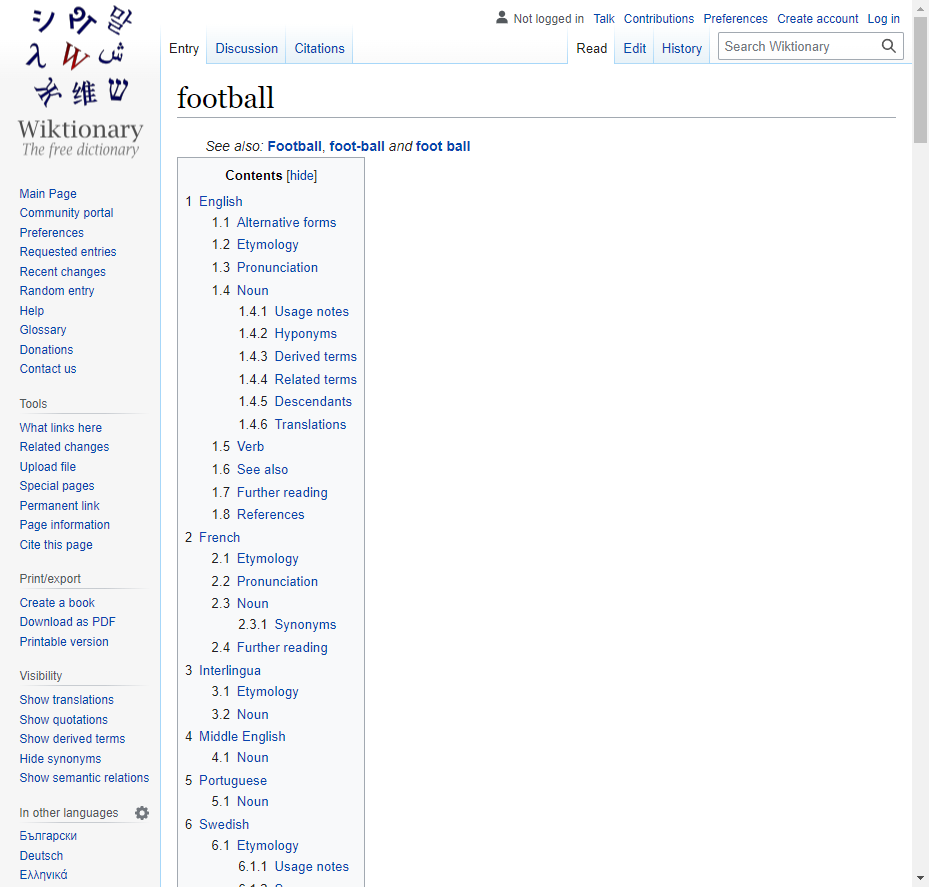 Not logged in Talk Contributions Preferences Create account Log in
Entry Discussion Citations Read Edit History Search Wiktionary
シ פּ 말
λ W ش
维 ש
Wiktionary
The free dictionary
Main Page
Community portal
Preferences
Requested entries
Recent changes
Random entry
Help
Glossary
Donations
Contact us
Tools
What links here
Related changes
Upload file
Special pages
Permanent link
Page information
Cite this page
Print/export
Create a book
Download as PDF
Printable version
Visibility
Show translations
Show quotations
Show derived terms
Hide synonyms
Show semantic relations
In other languages
Български
Deutsch
Ελληνικά
football
See also: Football, foot-ball and foot ball
Contents [hide]
1 English
1.1 Alternative forms
1.2 Etymology
1.3 Pronunciation
1.4 Noun
1.4.1 Usage notes
1.4.2 Hyponyms
1.4.3 Derived terms
1.4.4 Related terms
1.4.5 Descendants
1.4.6 Translations
1.5 Verb
1.6 See also
1.7 Further reading
1.8 References
2 French
2.1 Etymology
2.2 Pronunciation
2.3 Noun
2.3.1 Synonyms
2.4 Further reading
3 Interlingua
3.1 Etymology
3.2 Noun
4 Middle English
4.1 Noun
5 Portuguese
5.1 Noun
6 Swedish
6.1 Etymology
6.1.1 Usage notes